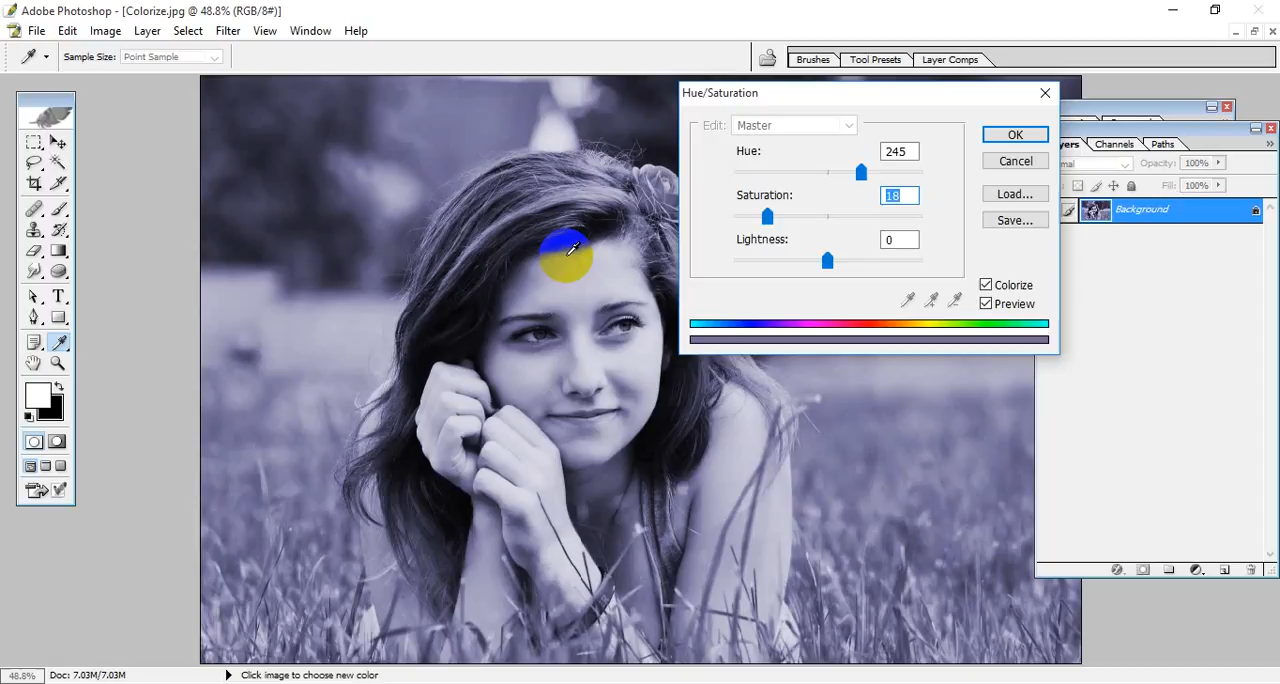 Adobe Photoshop - [Colorize.jpg @ 48.8% (RGB/8#)]
File Edit Image Layer Select Filter View Window Help
Sample Size: Point Sample
Brushes Tool Presets Layer Comps
Hue/Saturation
Edit: Master
Hue: 245
Saturation: 18
Lightness: 0
OK
Cancel
Load...
Save...
Colorize
Preview
Channels Paths
Opacity: 100%
Fill: 100%
Background
T
48.8% Doc: 7.03M/7.03M Click image to choose new color